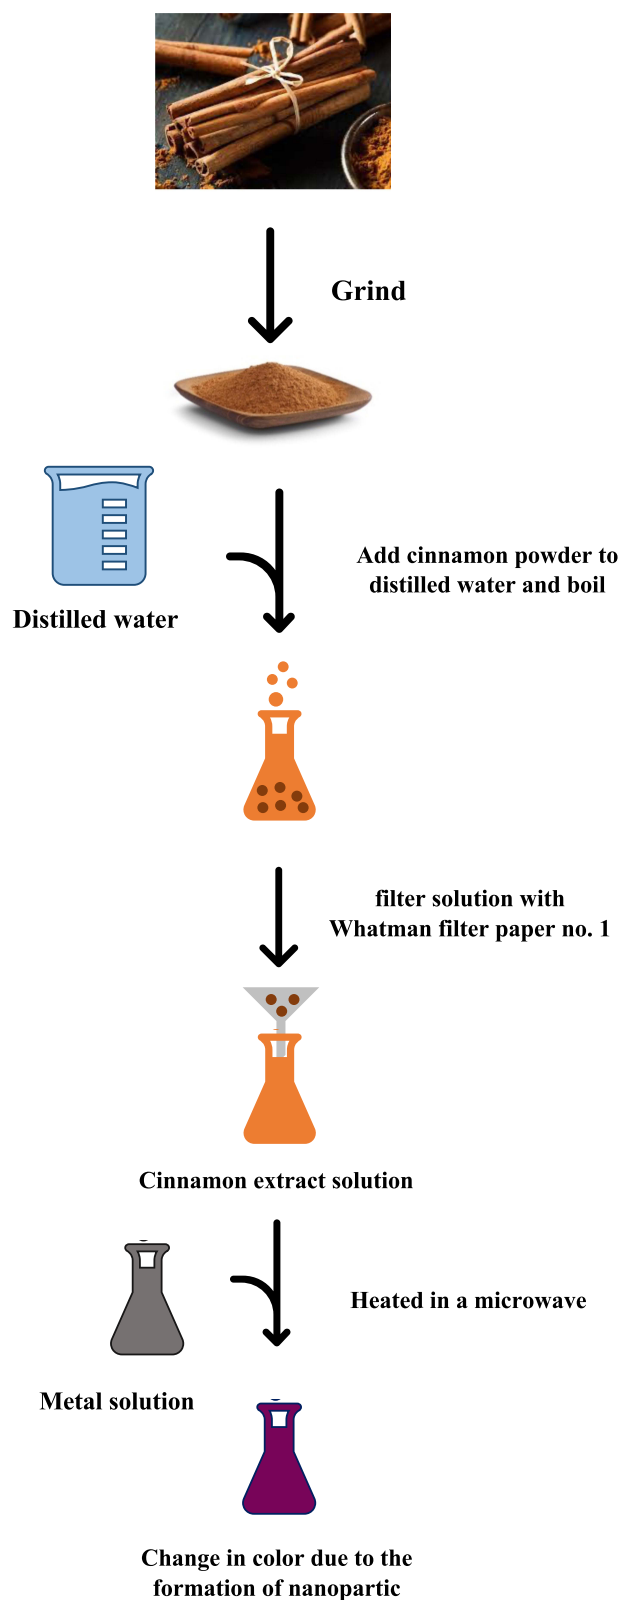 Grind
Add cinnamon powder to
distilled water and boil
Distilled water
filter solution with
Whatman filter paper no. 1
Cinnamon extract solution
Heated in a microwave
Metal solution
Change in color due to the
formation of nanopartic